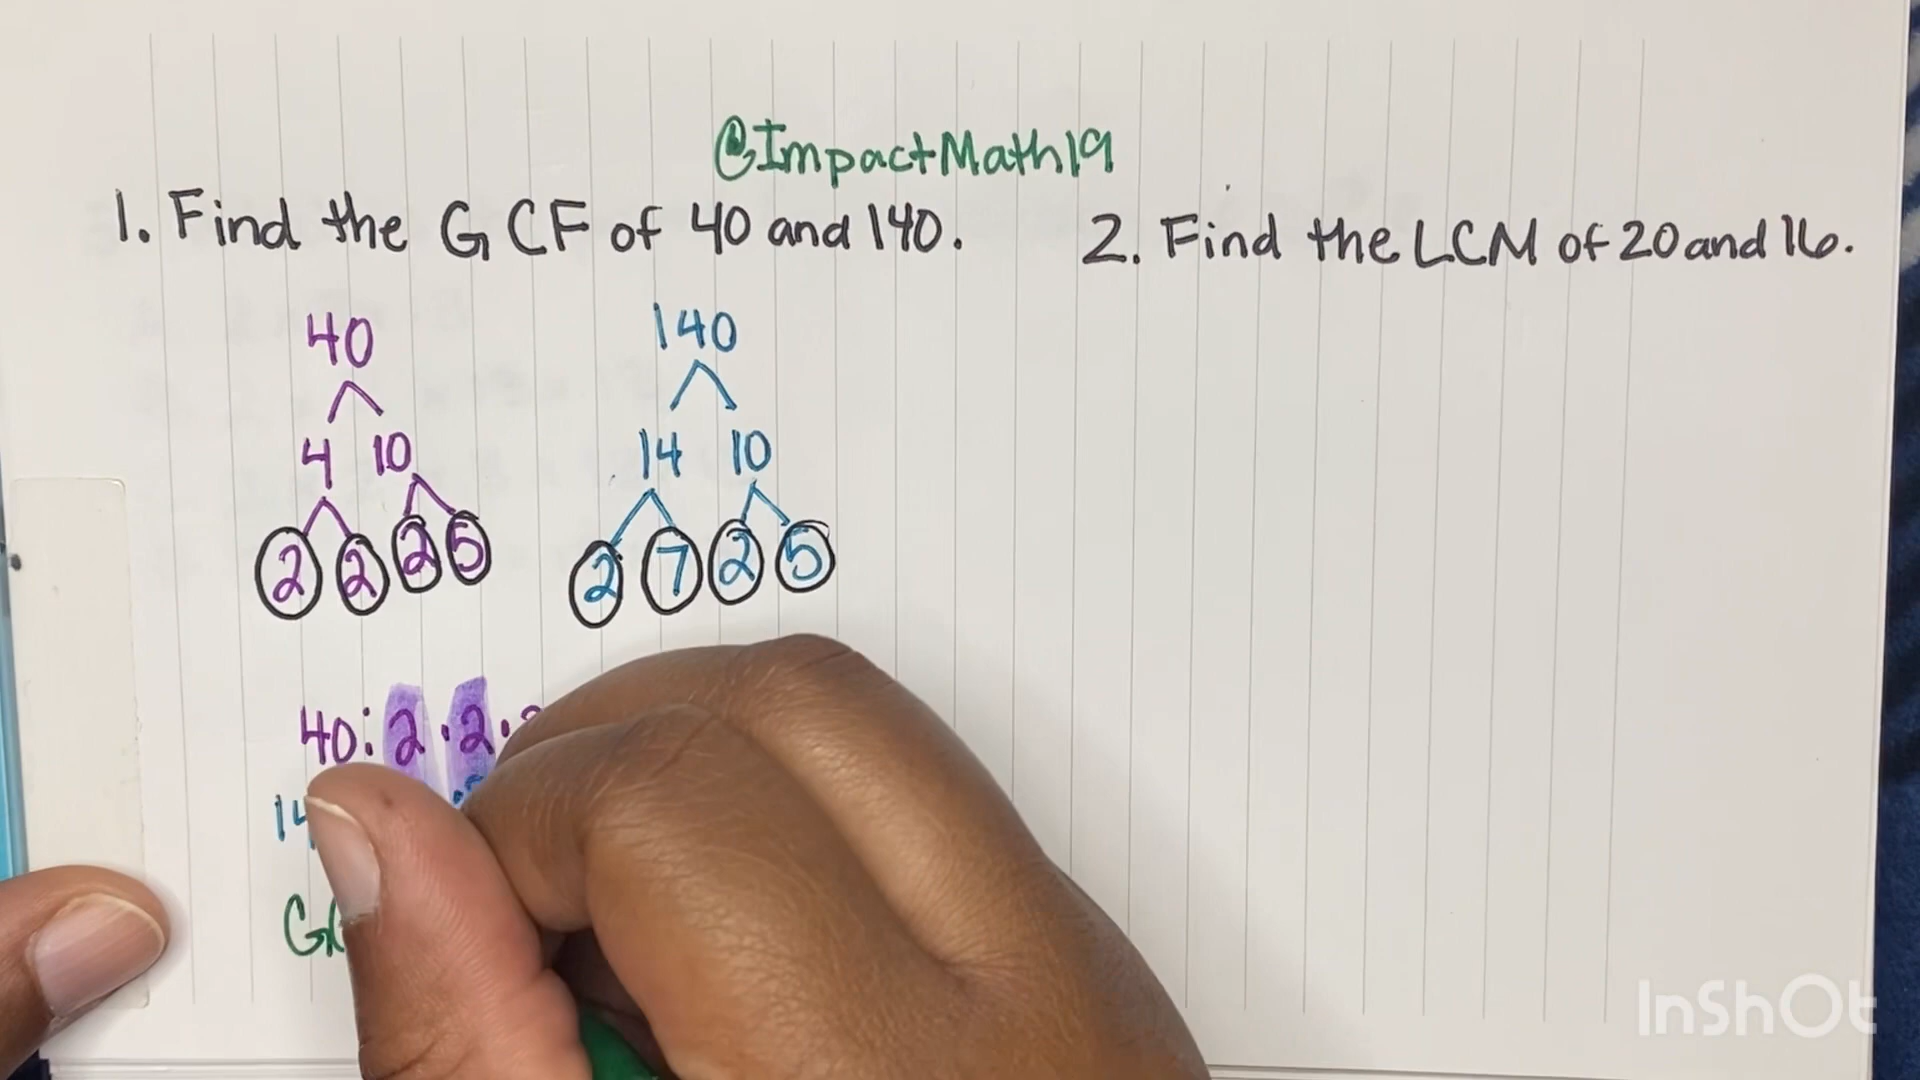 @ImpactMath19
1. Find the GCF of 40 and 140.
2. Find the LCM of 20 and 16.
40
140
4 10
14 10
2 2 2 5
2 7 2 5
40: 2 · 2 ·
InShOt